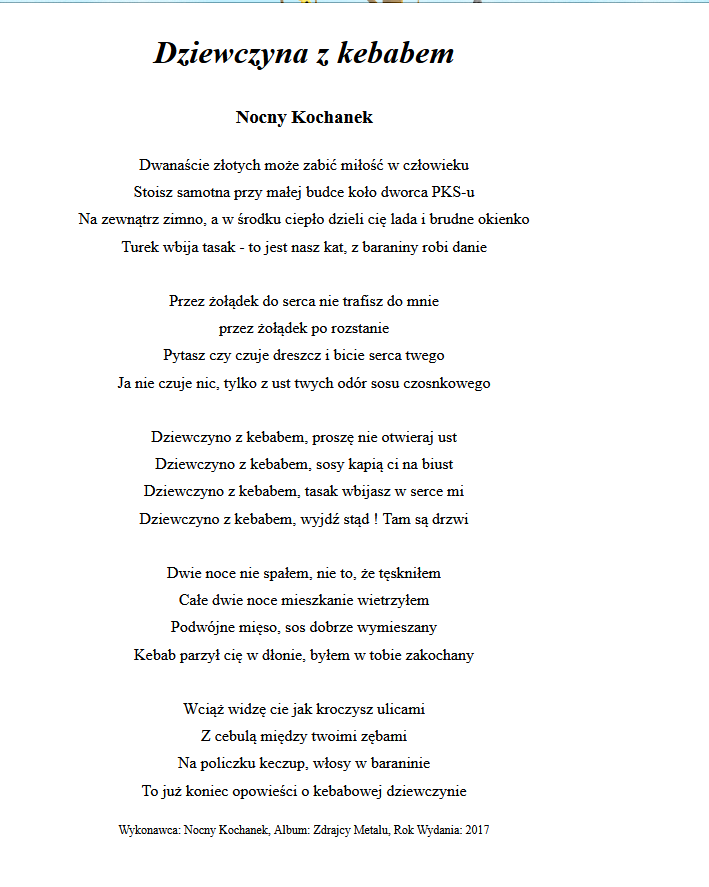 Dziewczyna z kebabem
Nocny Kochanek
Dwanaście złotych może zabić miłość w człowieku
Stoisz samotna przy małej budce koło dworca PKS-u
Na zewnątrz zimno, a w środku ciepło dzieli cię lada i brudne okienko
Turek wbija tasak - to jest nasz kat, z baraniny robi danie
Przez żołądek do serca nie trafisz do mnie
przez żołądek po rozstanie
Pytasz czy czuje dreszcz i bicie serca twego
Ja nie czuje nic, tylko z ust twych odór sosu czosnkowego
Dziewczyno z kebabem, proszę nie otwieraj ust
Dziewczyno z kebabem, sosy kapią ci na biust
Dziewczyno z kebabem, tasak wbijasz w serce mi
Dziewczyno z kebabem, wyjdź stąd ! Tam są drzwi
Dwie noce nie spałem, nie to, że tęskniłem
Całe dwie noce mieszkanie wietrzyłem
Podwójne mięso, sos dobrze wymieszany
Kebab parzył cię w dłonie, byłem w tobie zakochany
Wciąż widzę cie jak kroczysz ulicami
Z cebulą między twoimi zębami
Na policzku keczup, włosy w baraninie
To już koniec opowieści o kebabowej dziewczynie
Wykonawca: Nocny Kochanek, Album: Zdrajcy Metalu, Rok Wydania: 2017